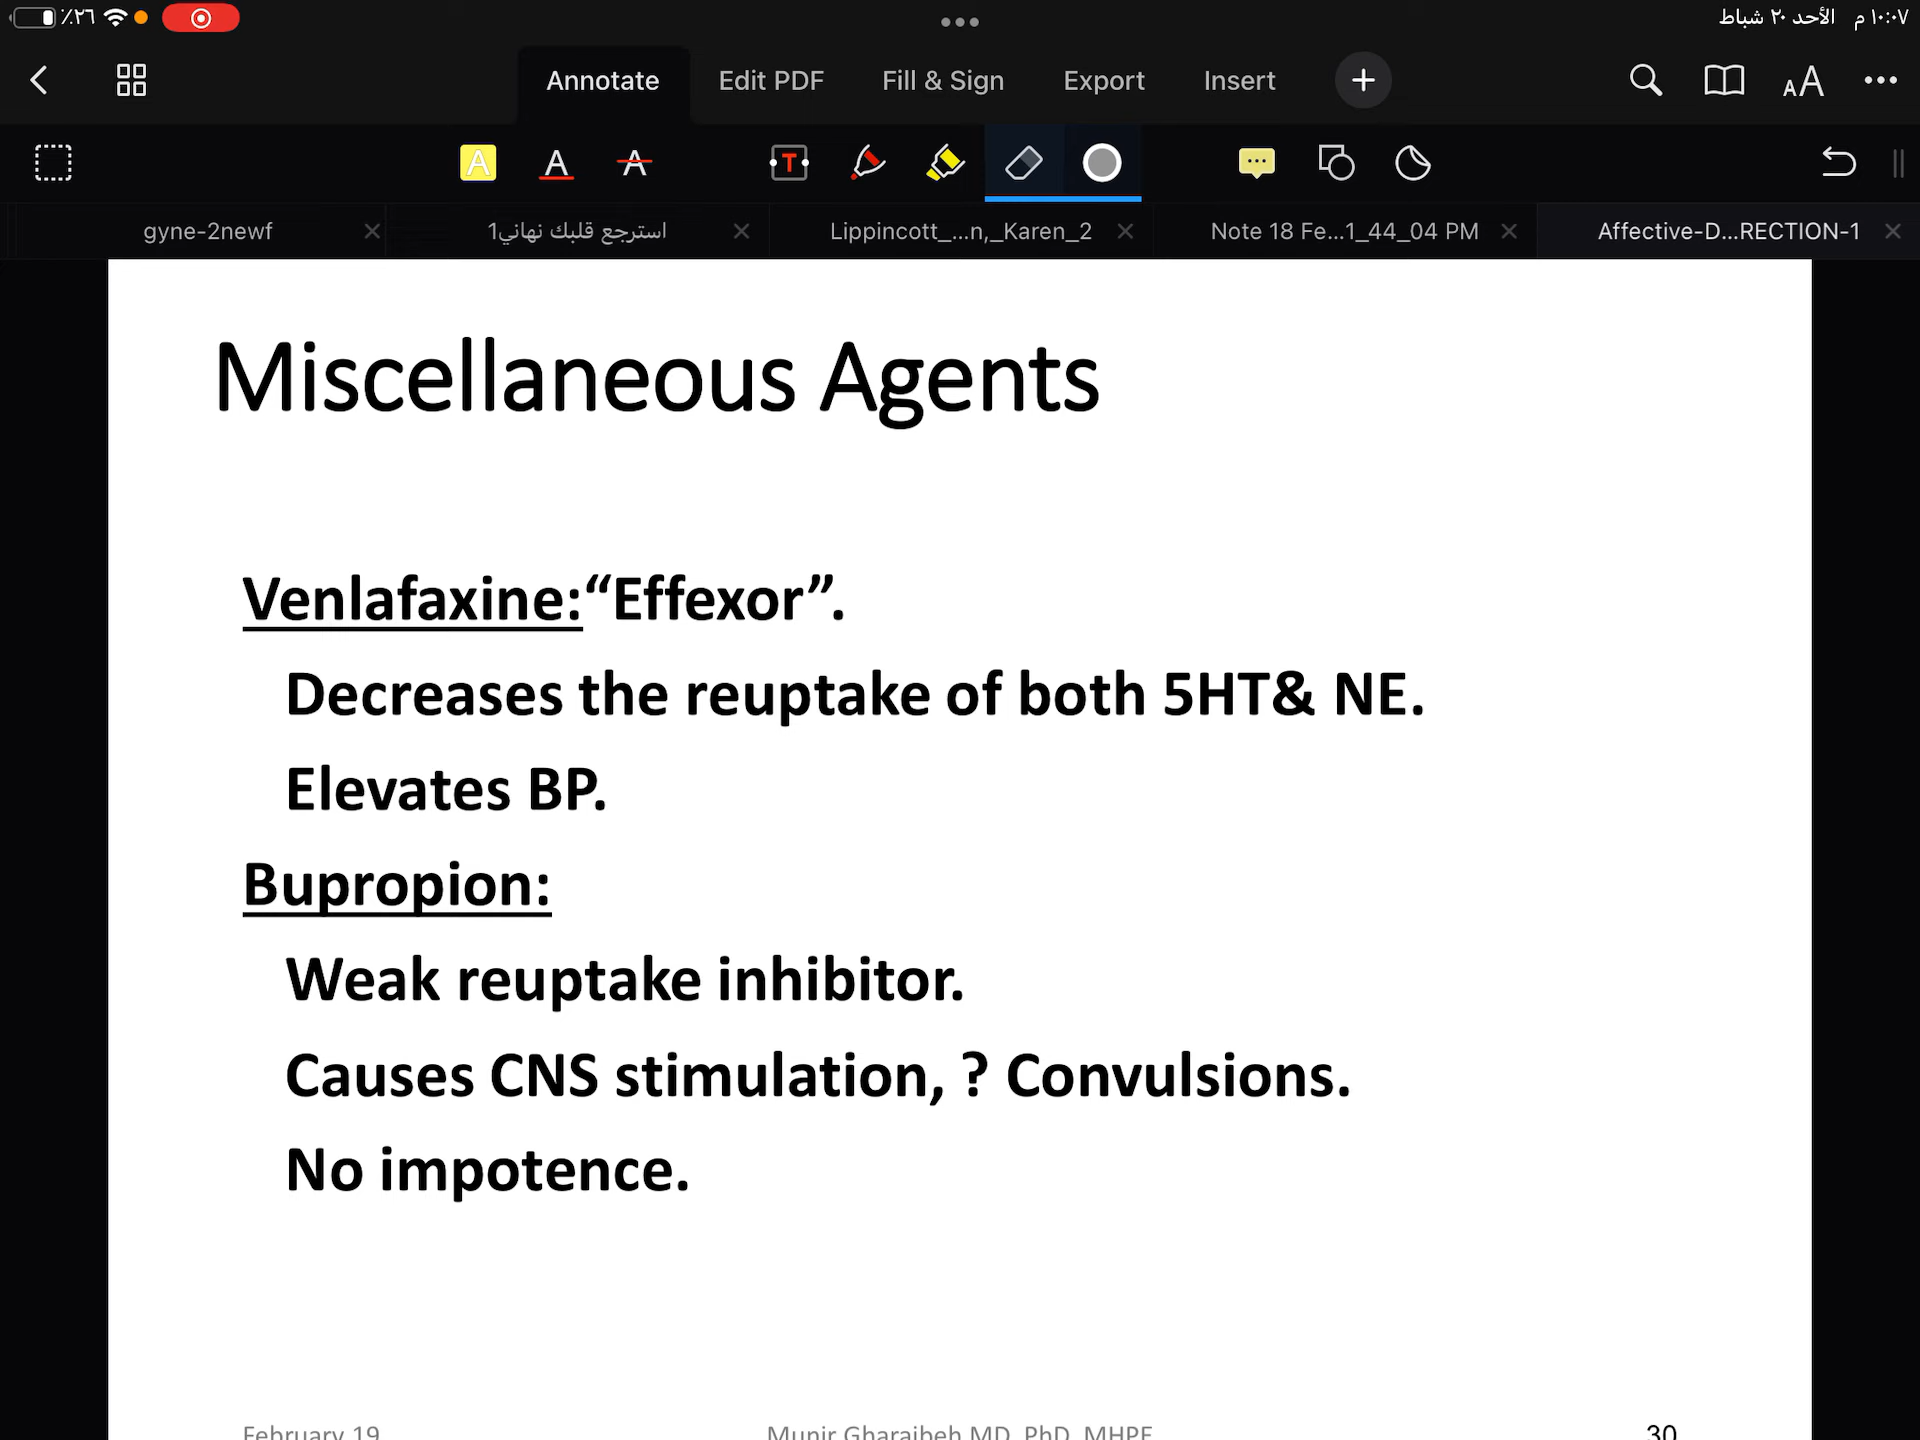 ٪٢٦
الأحد ٢٠ شباط ١٠:٠٧ م
Annotate Edit PDF Fill & Sign Export Insert
gyne-2newf استرجع قلبك نهاني1 Lippincott_...n,_Karen_2 Note 18 Fe...1_44_04 PM Affective-D...RECTION-1
Miscellaneous Agents
Venlafaxine:“Effexor”.
Decreases the reuptake of both 5HT& NE.
Elevates BP.
Bupropion:
Weak reuptake inhibitor.
Causes CNS stimulation, ? Convulsions.
No impotence.
February 19 Munir Gharaibeh MD, PhD, MHPE 30